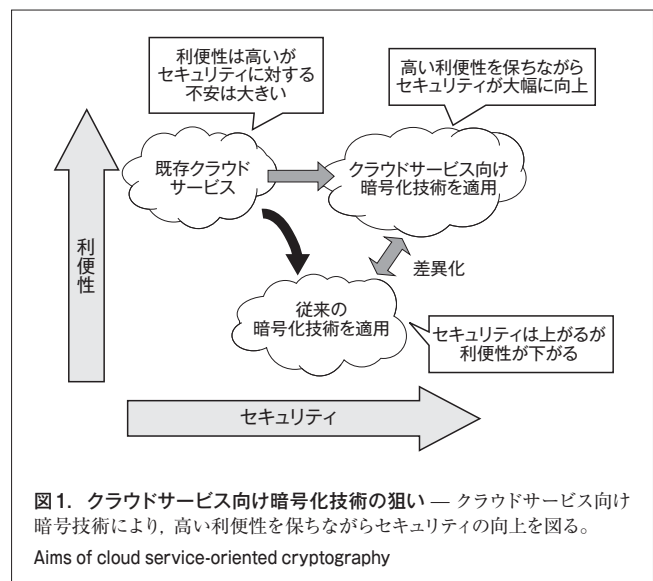 利便性は高いが
セキュリティに対する
不安は大きい
高い利便性を保ちながら
セキュリティが大幅に向上
既存クラウド
サービス
クラウドサービス向け
暗号化技術を適用
利便性
差異化
従来の
暗号化技術を適用
セキュリティは上がるが
利便性が下がる
セキュリティ
図1. クラウドサービス向け暗号化技術の狙い — クラウドサービス向け
暗号技術により，高い利便性を保ちながらセキュリティの向上を図る。
Aims of cloud service-oriented cryptography